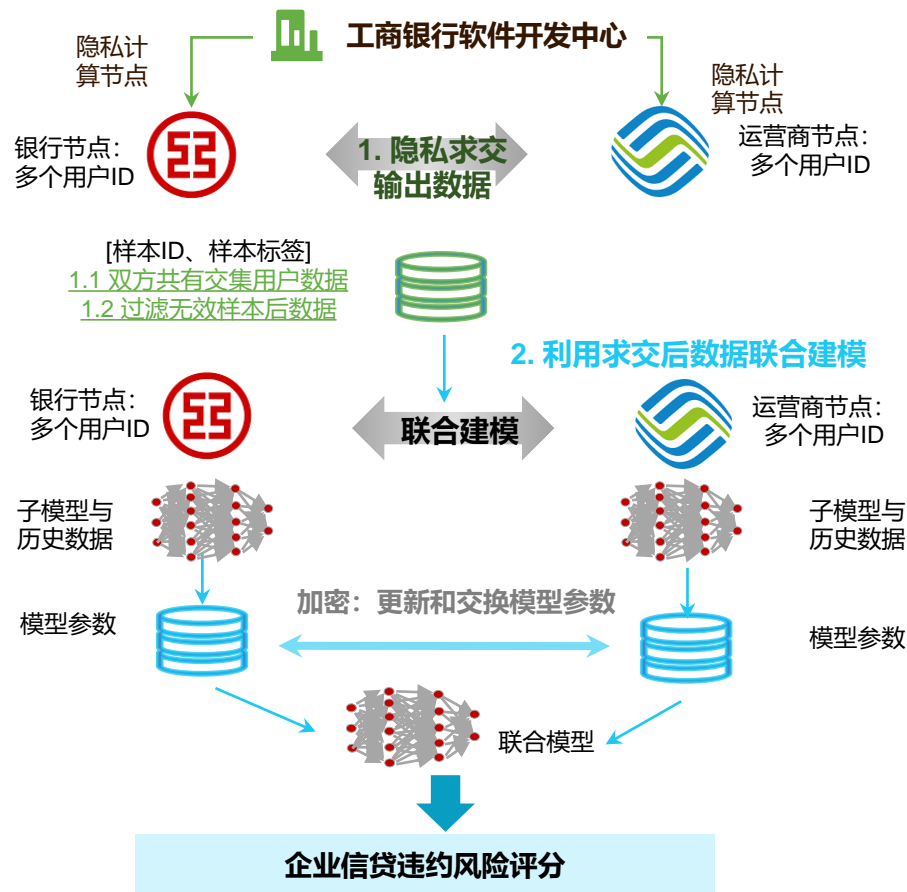 工商银行软件开发中心
隐私计
算节点
隐私计
算节点
银行节点：
多个用户ID
1. 隐私求交
输出数据
运营商节点：
多个用户ID
[样本ID、样本标签]
1.1 双方共有交集用户数据
1.2 过滤无效样本后数据
2. 利用求交后数据联合建模
银行节点：
多个用户ID
联合建模
运营商节点：
多个用户ID
子模型与
历史数据
子模型与
历史数据
加密：更新和交换模型参数
模型参数
模型参数
联合模型
企业信贷违约风险评分